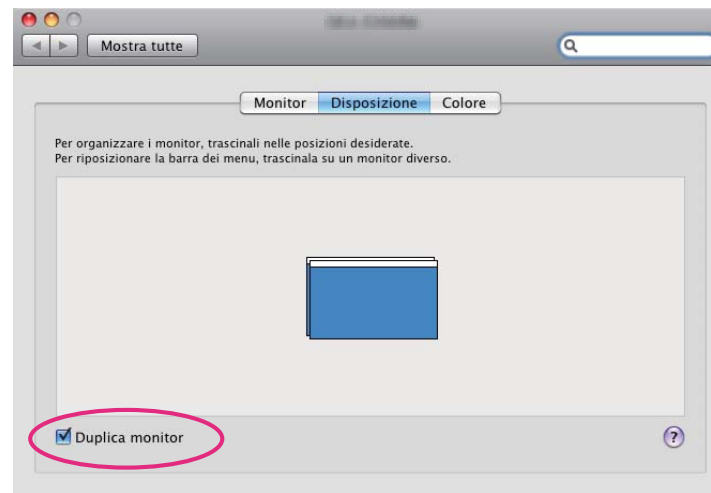 Mostra tutte
Monitor Disposizione Colore
Per organizzare i monitor, trascinali nelle posizioni desiderate.
Per riposizionare la barra dei menu, trascinala su un monitor diverso.
Duplica monitor
?